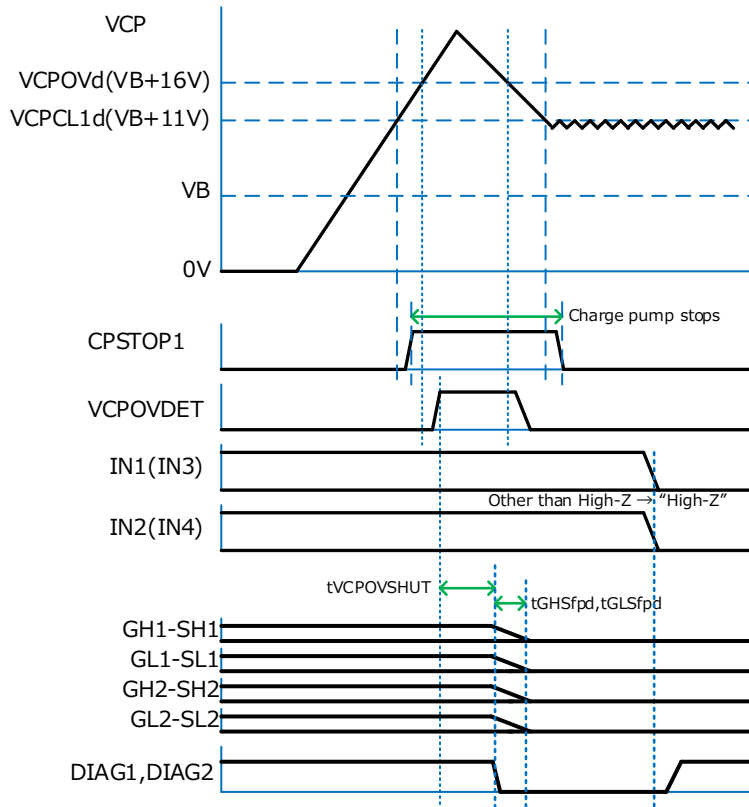 VCP
VCPOVd(VB+16V)
VCPCL1d(VB+11V)
VB
0V
Charge pump stops
CPSTOP1
VCPOVDET
IN1(IN3)
Other than High-Z → “High-Z”
IN2(IN4)
tVCPOVSHUT
tGHSfpd,tGLSfpd
GH1-SH1
GL1-SL1
GH2-SH2
GL2-SL2
DIAG1,DIAG2